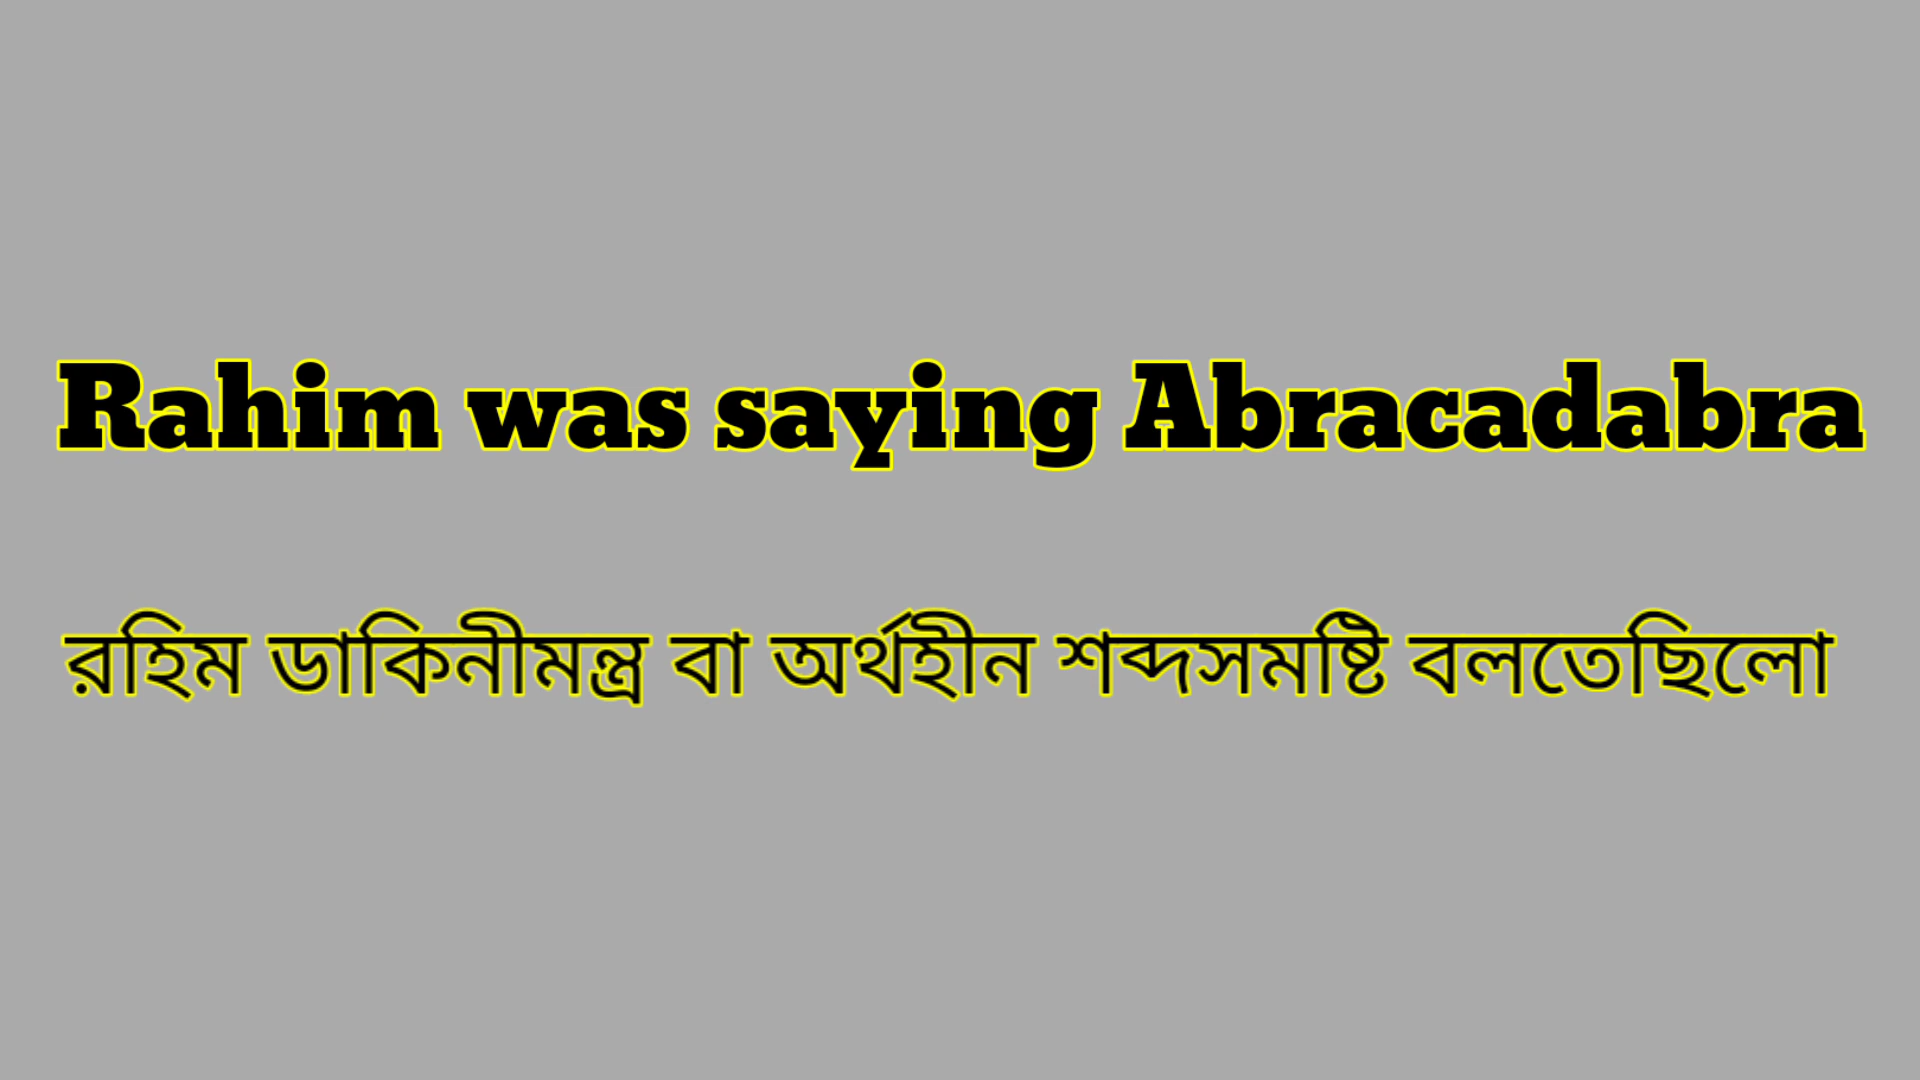 Rahim was saying Abracadabra
রহিম ডাকিনীমন্ত্র বা অর্থহীন শব্দসমষ্টি বলতেছিলো